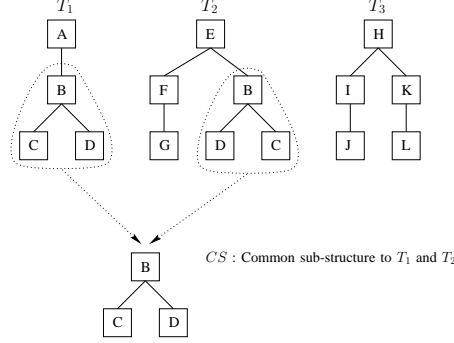 T1 T2 T3
A E H
B F B I K
C D G D C J L
B
CS : Common sub-structure to T1 and T2
C D